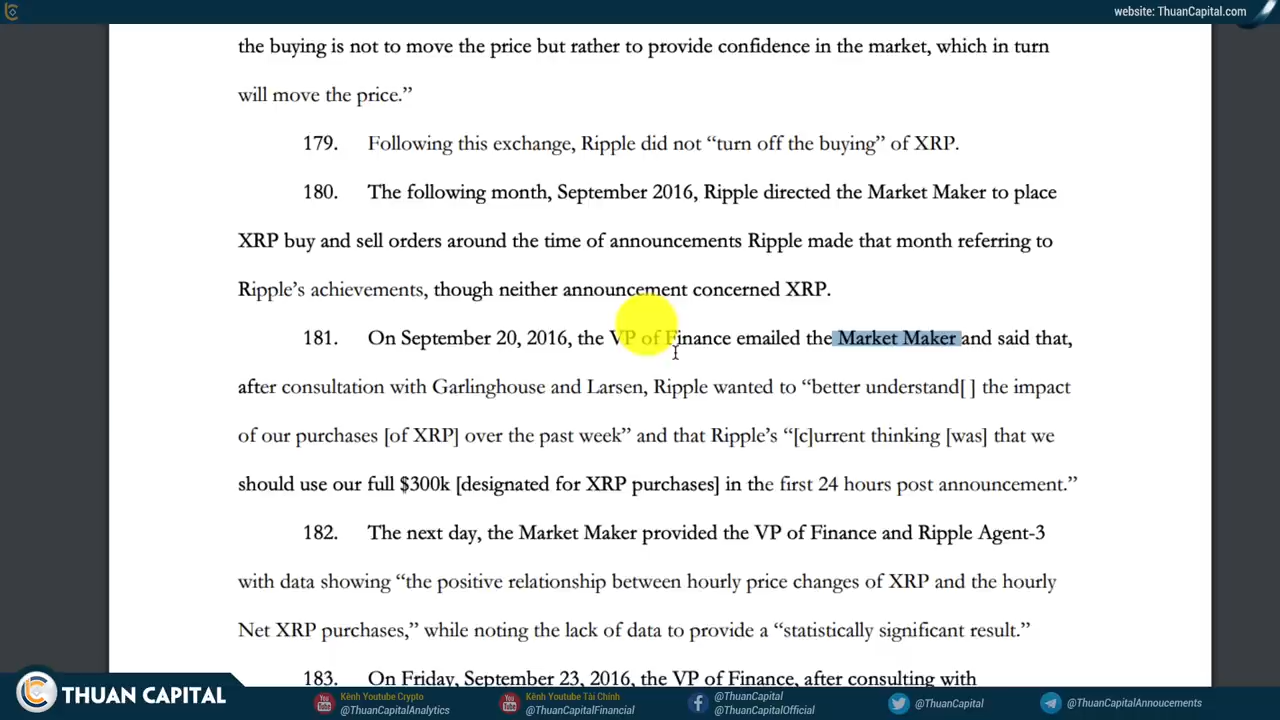 website: ThuanCapital.com
the buying is not to move the price but rather to provide confidence in the market, which in turn
will move the price.”
179. Following this exchange, Ripple did not “turn off the buying” of XRP.
180. The following month, September 2016, Ripple directed the Market Maker to place
XRP buy and sell orders around the time of announcements Ripple made that month referring to
Ripple’s achievements, though neither announcement concerned XRP.
181. On September 20, 2016, the VP of Finance emailed the Market Maker and said that,
after consultation with Garlinghouse and Larsen, Ripple wanted to “better understand[ ] the impact
of our purchases [of XRP] over the past week” and that Ripple’s “[c]urrent thinking [was] that we
should use our full $300k [designated for XRP purchases] in the first 24 hours post announcement.”
182. The next day, the Market Maker provided the VP of Finance and Ripple Agent-3
with data showing “the positive relationship between hourly price changes of XRP and the hourly
Net XRP purchases,” while noting the lack of data to provide a “statistically significant result.”
183. On Friday, September 23, 2016, the VP of Finance, after consulting with
THUAN CAPITAL
Kênh Youtube Crypto
@ThuanCapitalAnalytics
Kênh Youtube Tài Chính
@ThuanCapitalFinancial
@ThuanCapital
@ThuanCapitalOfficial
@ThuanCapital
@ThuanCapitalAnnoucements